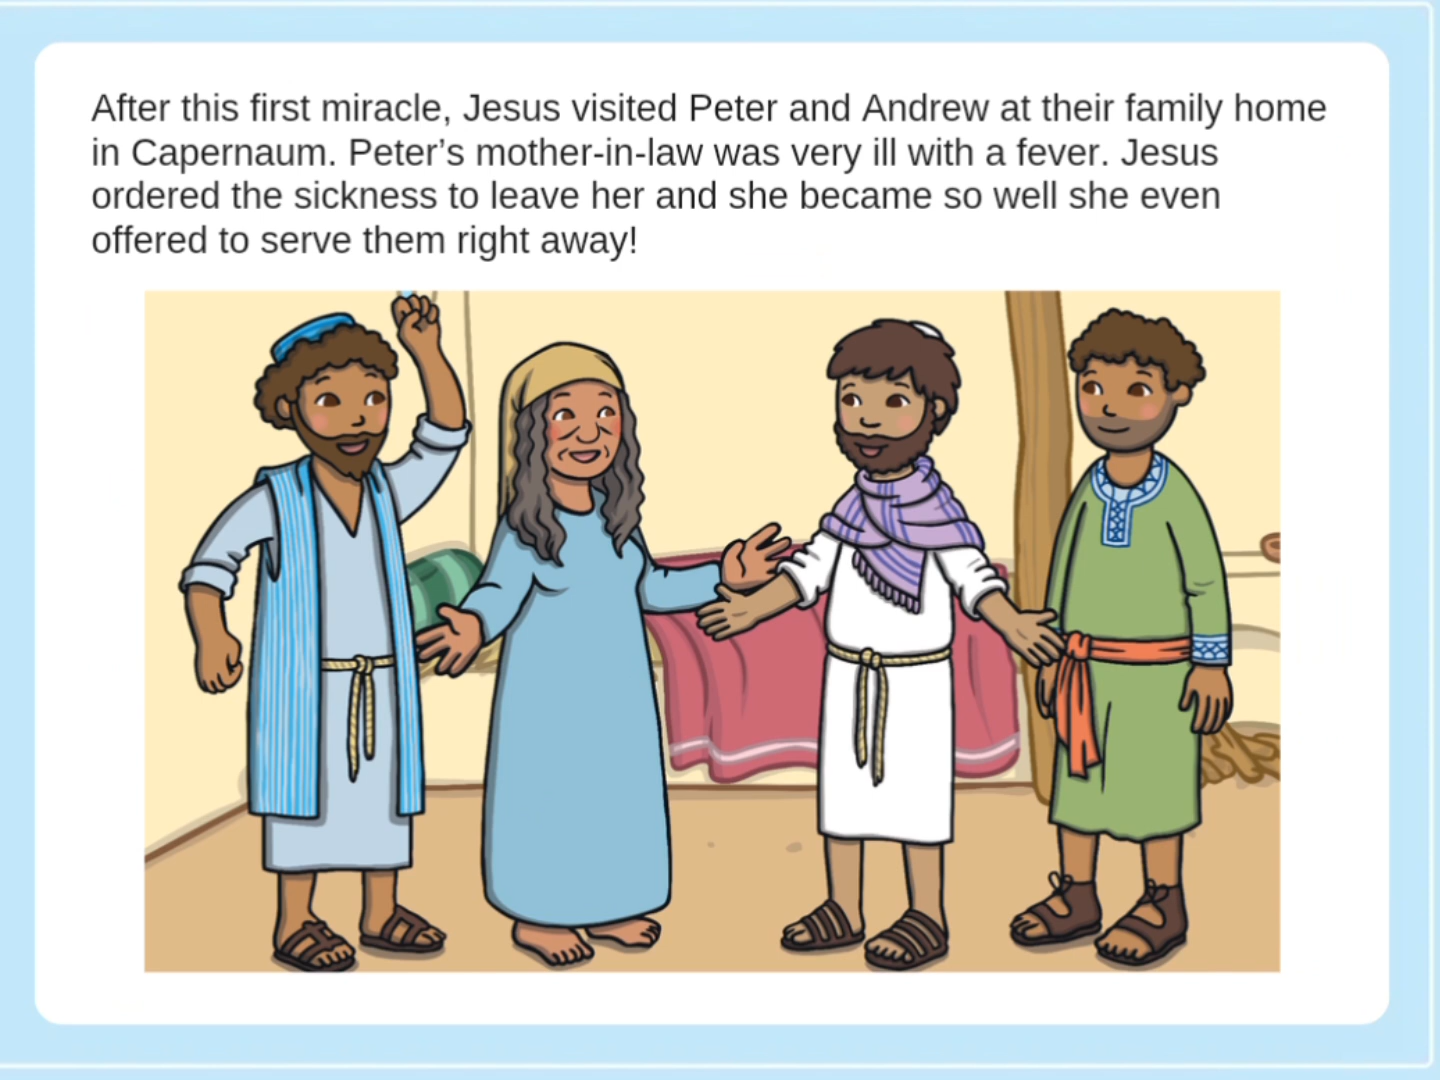 After this first miracle, Jesus visited Peter and Andrew at their family home
in Capernaum. Peter’s mother-in-law was very ill with a fever. Jesus
ordered the sickness to leave her and she became so well she even
offered to serve them right away!